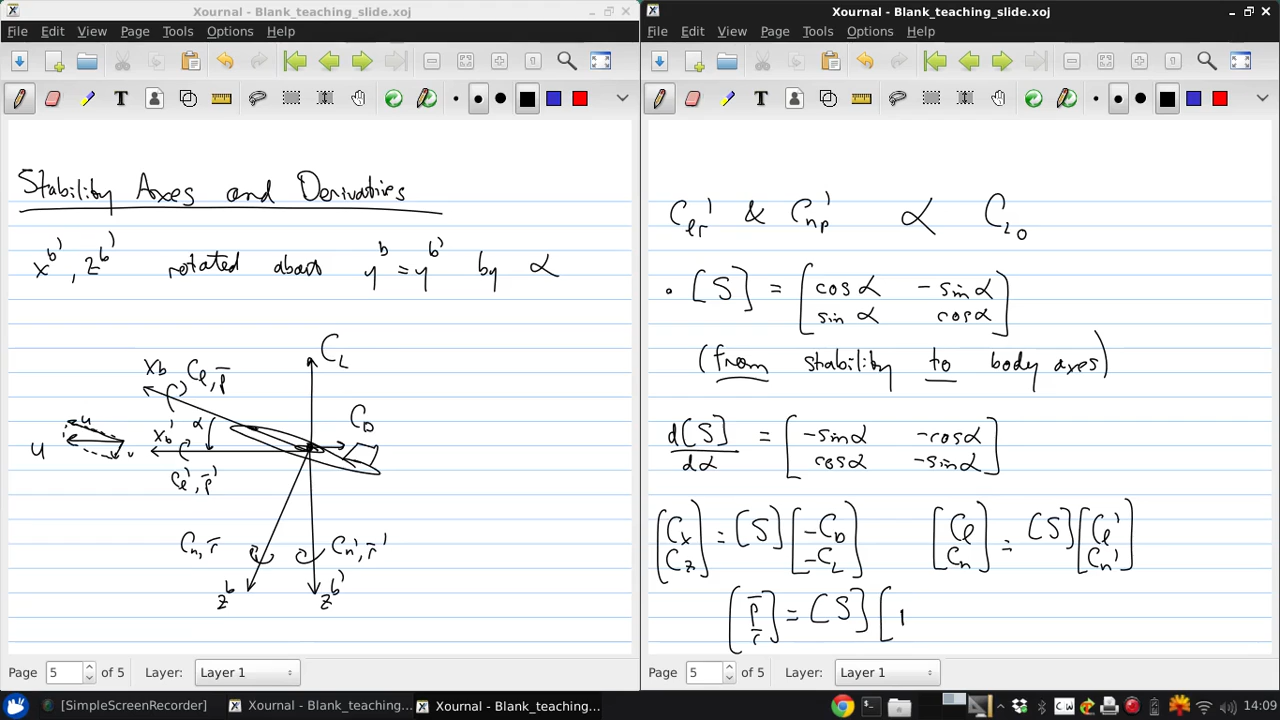 Xournal - Blank_teaching_slide.xoj
File Edit View Page Tools Options Help
Stability Axes and Derivatives
x^b', z^b' rotated about y^b = y^b' by α
C_L
x_b C_ℓ, p̄
C_D
α
u
x_b'
U
C_ℓ', p̄'
C_n, r̄
C_n', r̄'
z^b
z^b'
Page 5 of 5 Layer: Layer 1
Xournal - Blank_teaching_slide.xoj
File Edit View Page Tools Options Help
C_ℓr' & C_np' ∝ C_L0
· [S] = [cos α -sin α
sin α cos α]
(from stability to body axes)
d[S]/dα = [-sin α -cos α
cos α -sin α]
[C_x C_z] = [S] [-C_D -C_L] [C_ℓ C_n] = [S] [C_ℓ' C_n']
[p̄ r̄] = [S] [
Page 5 of 5 Layer: Layer 1
[SimpleScreenRecorder] Xournal - Blank_teaching... Xournal - Blank_teaching... 14:09